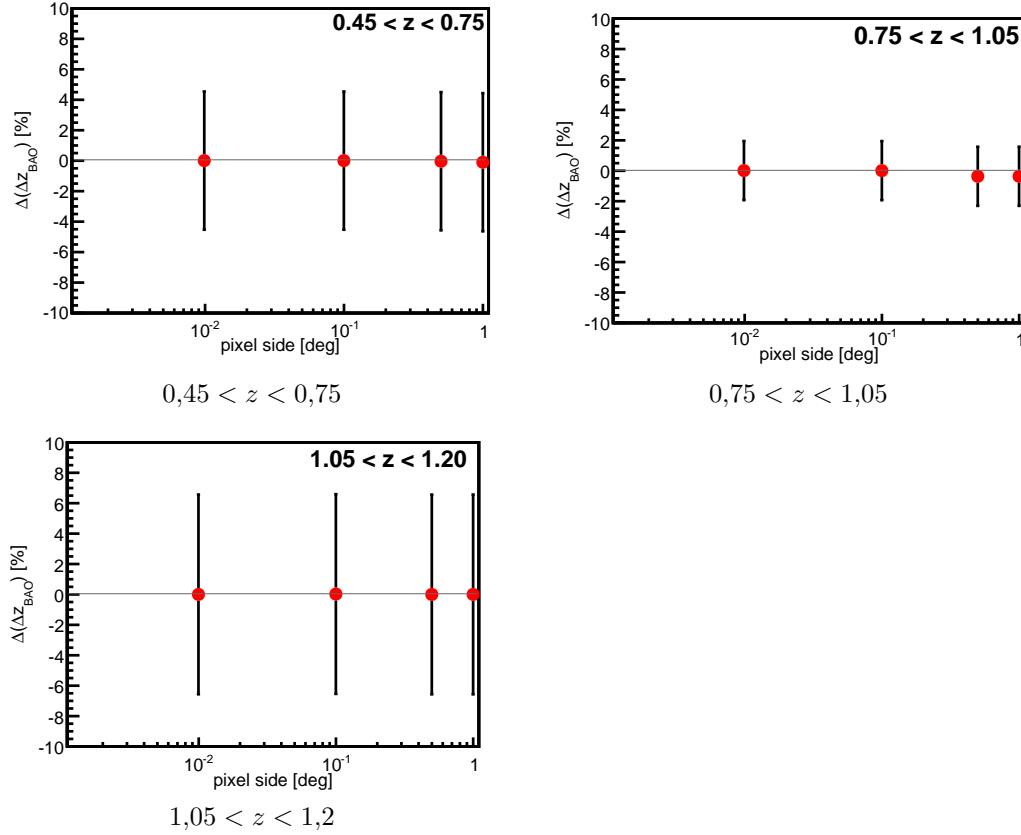 0.45 < z < 0.75
10
8
6
4
2
0
-2
-4
-6
-8
-10
Δ(Δz_BAO) [%]
10^-2 10^-1 1
pixel side [deg]
0,45 < z < 0,75
0.75 < z < 1.05
10
8
6
4
2
0
-2
-4
-6
-8
-10
Δ(Δz_BAO) [%]
10^-2 10^-1 1
pixel side [deg]
0,75 < z < 1,05
1.05 < z < 1.20
10
8
6
4
2
0
-2
-4
-6
-8
-10
Δ(Δz_BAO) [%]
10^-2 10^-1 1
pixel side [deg]
1,05 < z < 1,2